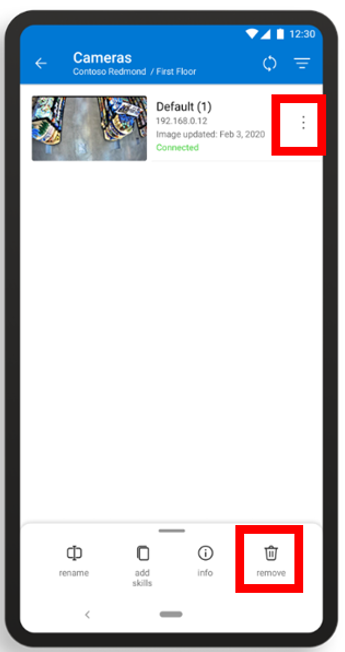 12:30
Cameras
Contoso Redmond / First Floor
Default (1)
192.168.0.12
Image updated: Feb 3, 2020
Connected
rename
add
skills
info
remove